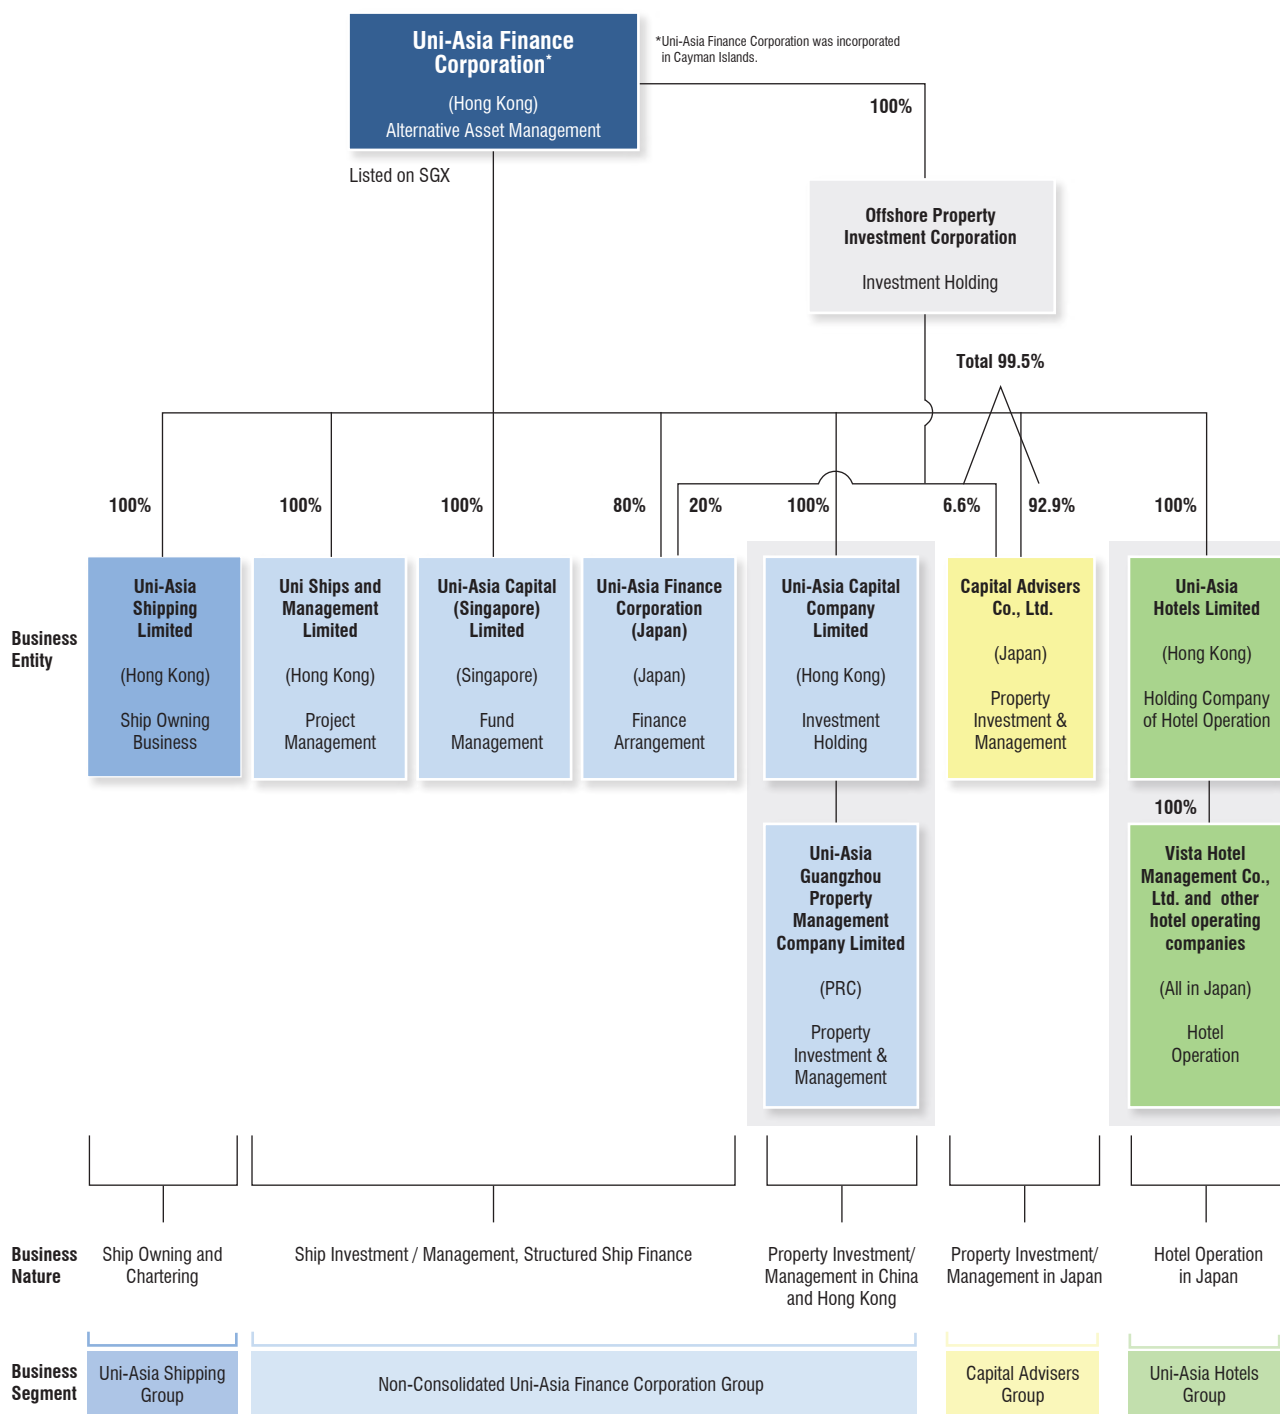 Uni-Asia Finance
Corporation*
(Hong Kong)
Alternative Asset Management
*Uni-Asia Finance Corporation was incorporated
in Cayman Islands.
100%
Listed on SGX
Offshore Property
Investment Corporation
Investment Holding
Total 99.5%
100%
100%
100%
80%
20%
100%
6.6%
92.9%
100%
Business
Entity
Uni-Asia
Shipping
Limited
(Hong Kong)
Ship Owning
Business
Uni Ships and
Management
Limited
(Hong Kong)
Project
Management
Uni-Asia Capital
(Singapore)
Limited
(Singapore)
Fund
Management
Uni-Asia Finance
Corporation
(Japan)
(Japan)
Finance
Arrangement
Uni-Asia Capital
Company
Limited
(Hong Kong)
Investment
Holding
Capital Advisers
Co., Ltd.
(Japan)
Property
Investment &
Management
Uni-Asia
Hotels Limited
(Hong Kong)
Holding Company
of Hotel Operation
100%
Uni-Asia
Guangzhou
Property
Management
Company Limited
(PRC)
Property
Investment &
Management
Vista Hotel
Management Co.,
Ltd. and other
hotel operating
companies
(All in Japan)
Hotel
Operation
Business
Nature
Ship Owning and
Chartering
Ship Investment / Management, Structured Ship Finance
Property Investment/
Management in China
and Hong Kong
Property Investment/
Management in Japan
Hotel Operation
in Japan
Business
Segment
Uni-Asia Shipping
Group
Non-Consolidated Uni-Asia Finance Corporation Group
Capital Advisers
Group
Uni-Asia Hotels
Group